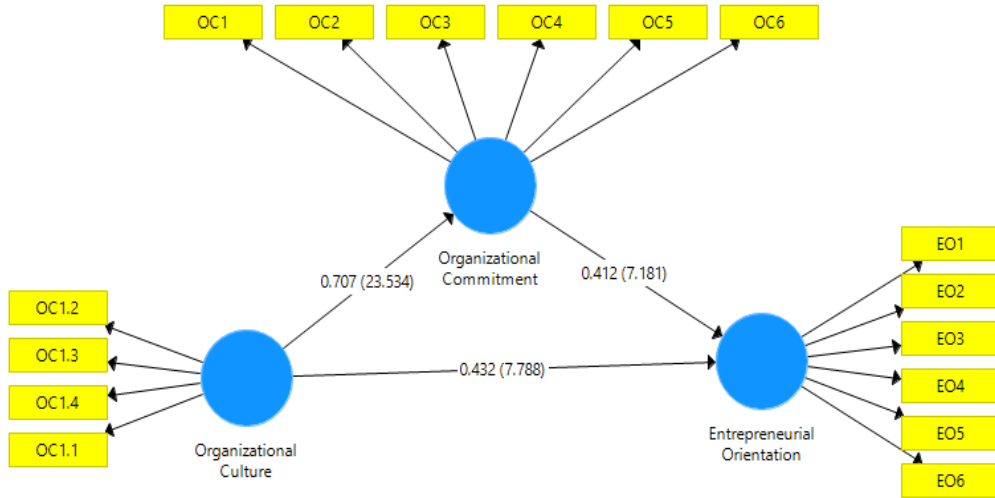 OC1 OC2 OC3 OC4 OC5 OC6
Organizational
Commitment
0.707 (23.534)
0.412 (7.181)
0.432 (7.788)
OC1.2
OC1.3
OC1.4
OC1.1
Organizational
Culture
EO1
EO2
EO3
EO4
EO5
EO6
Entrepreneurial
Orientation